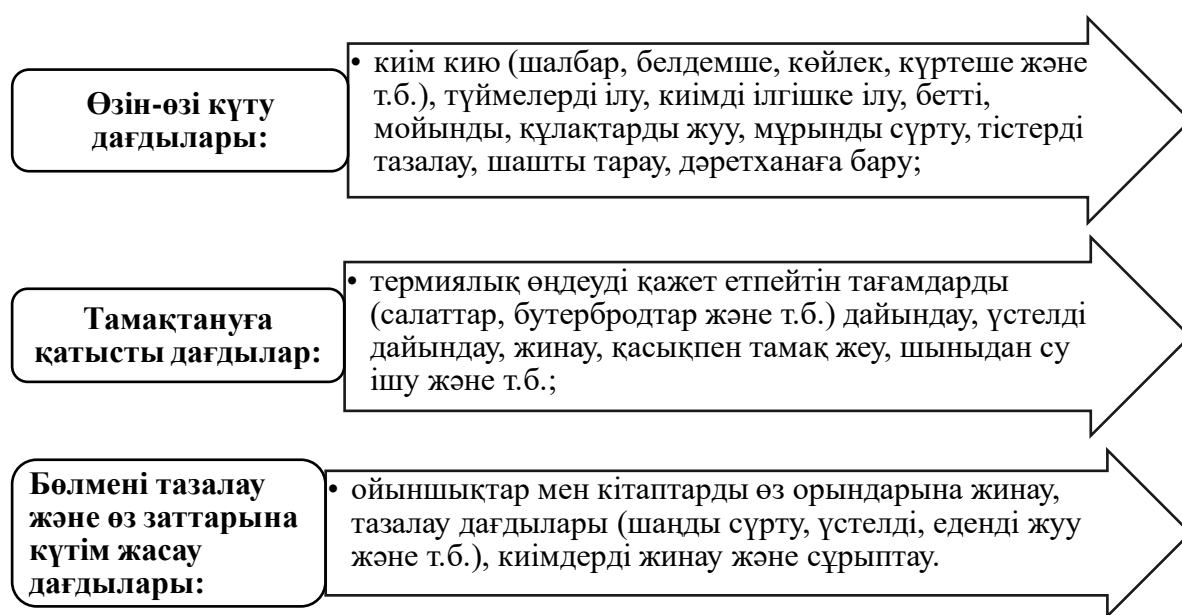 Өзін-өзі күту
дағдылары:
• киім кию (шалбар, белдемше, көйлек, күртеше және
т.б.), түймелерді ілу, киімді ілгішке ілу, бетті,
мойынды, құлақтарды жуу, мұрынды сүрту, тістерді
тазалау, шашты тарау, дәретханаға бару;
Тамақтануға
қатысты дағдылар:
• термиялық өңдеуді қажет етпейтін тағамдарды
(салаттар, бутербродтар және т.б.) дайындау, үстелді
дайындау, жинау, қасықпен тамақ жеу, шыныдан су
ішу және т.б.;
Бөлмені тазалау
және өз заттарына
күтім жасау
дағдылары:
• ойыншықтар мен кітаптарды өз орындарына жинау,
тазалау дағдылары (шаңды сүрту, үстелді, еденді жуу
және т.б.), киімдерді жинау және сұрыптау.